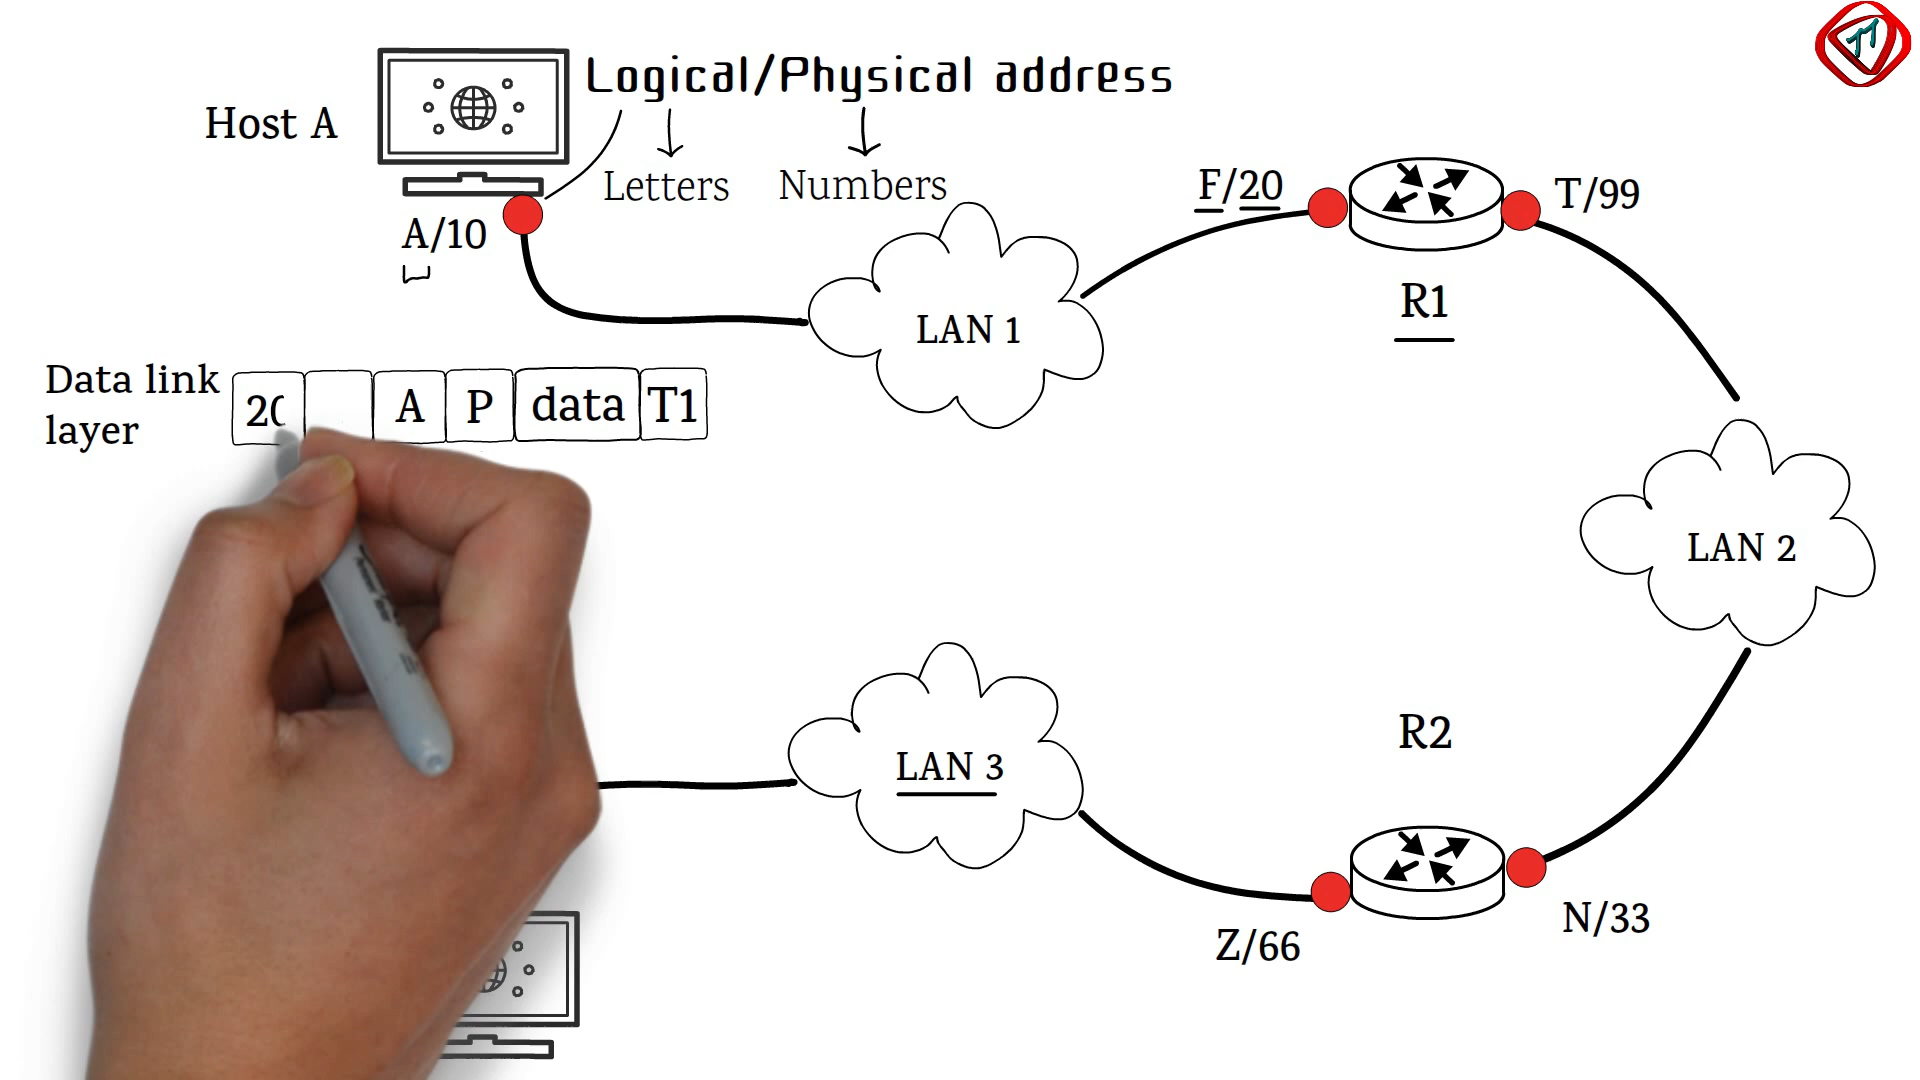 Logical/Physical address
Host A
Letters
Numbers
A/10
F/20
T/99
R1
LAN 1
Data link
layer
20
A
P
data
T1
LAN 2
R2
LAN 3
Z/66
N/33